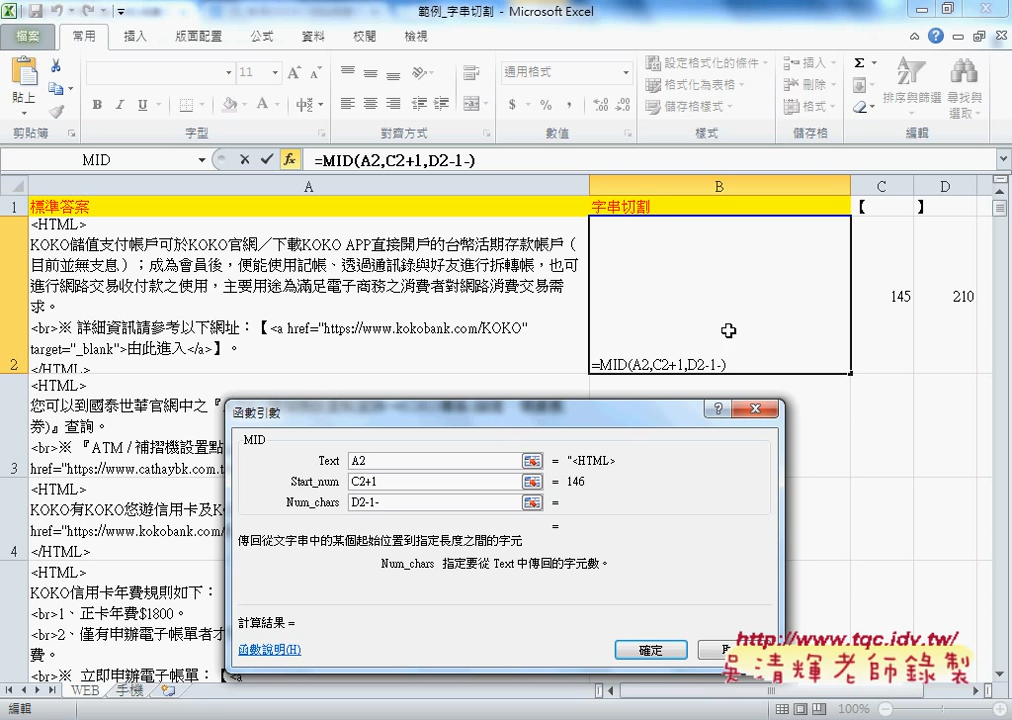 範例_字串切割 - Microsoft Excel
檔案 常用 插入 版面配置 公式 資料 校閱 檢視
貼上 11 通用格式 設定格式化的條件 插入
B I U 中 $ % , 格式化為表格 刪除 排序與篩選 尋找與選取
儲存格樣式 格式
剪貼簿 字型 對齊方式 數值 樣式 儲存格 編輯
MID =MID(A2,C2+1,D2-1-)
A B C D
1 標準答案 字串切割 【 】
<HTML>
KOKO儲值支付帳戶可於KOKO官網／下載KOKO APP直接開戶的台幣活期存款帳戶（
目前並無支息）；成為會員後，便能使用記帳、透過通訊錄與好友進行拆轉帳，也可
進行網路交易收付款之使用，主要用途為滿足電子商務之消費者對網路消費交易需
求。
145 210
<br>※ 詳細資訊請參考以下網址：【<a href="https://www.kokobank.com/KOKO"
target="_blank">由此進入</a>】。
2 </HTML> =MID(A2,C2+1,D2-1-)
<HTML>
您可以到國泰世華官網中之『
券)』查詢。
<br>※ 『ATM / 補摺機設置點
3 href="https://www.cathaybk.com.t
<HTML>
KOKO有KOKO您遊信用卡及K
href="https://www.kokobank.com/
4 </HTML>
<HTML>
KOKO信用卡年費規則如下：
<br>1、正卡年費$1800。
<br>2、僅有申辦電子帳單者才
費。
<br>※ 立即申辦電子帳單：【<a
函數引數
MID
Text A2 = "<HTML>
Start_num C2+1 = 146
Num_chars D2-1- =
=
傳回從文字串中的某個起始位置到指定長度之間的字元
Num_chars 指定要從 Text 中傳回的字元數。
計算結果 =
函數說明(H) 確定
http://www.tqc.idv.tw/
吳清輝老師錄製
WEB 手機
編輯 100%